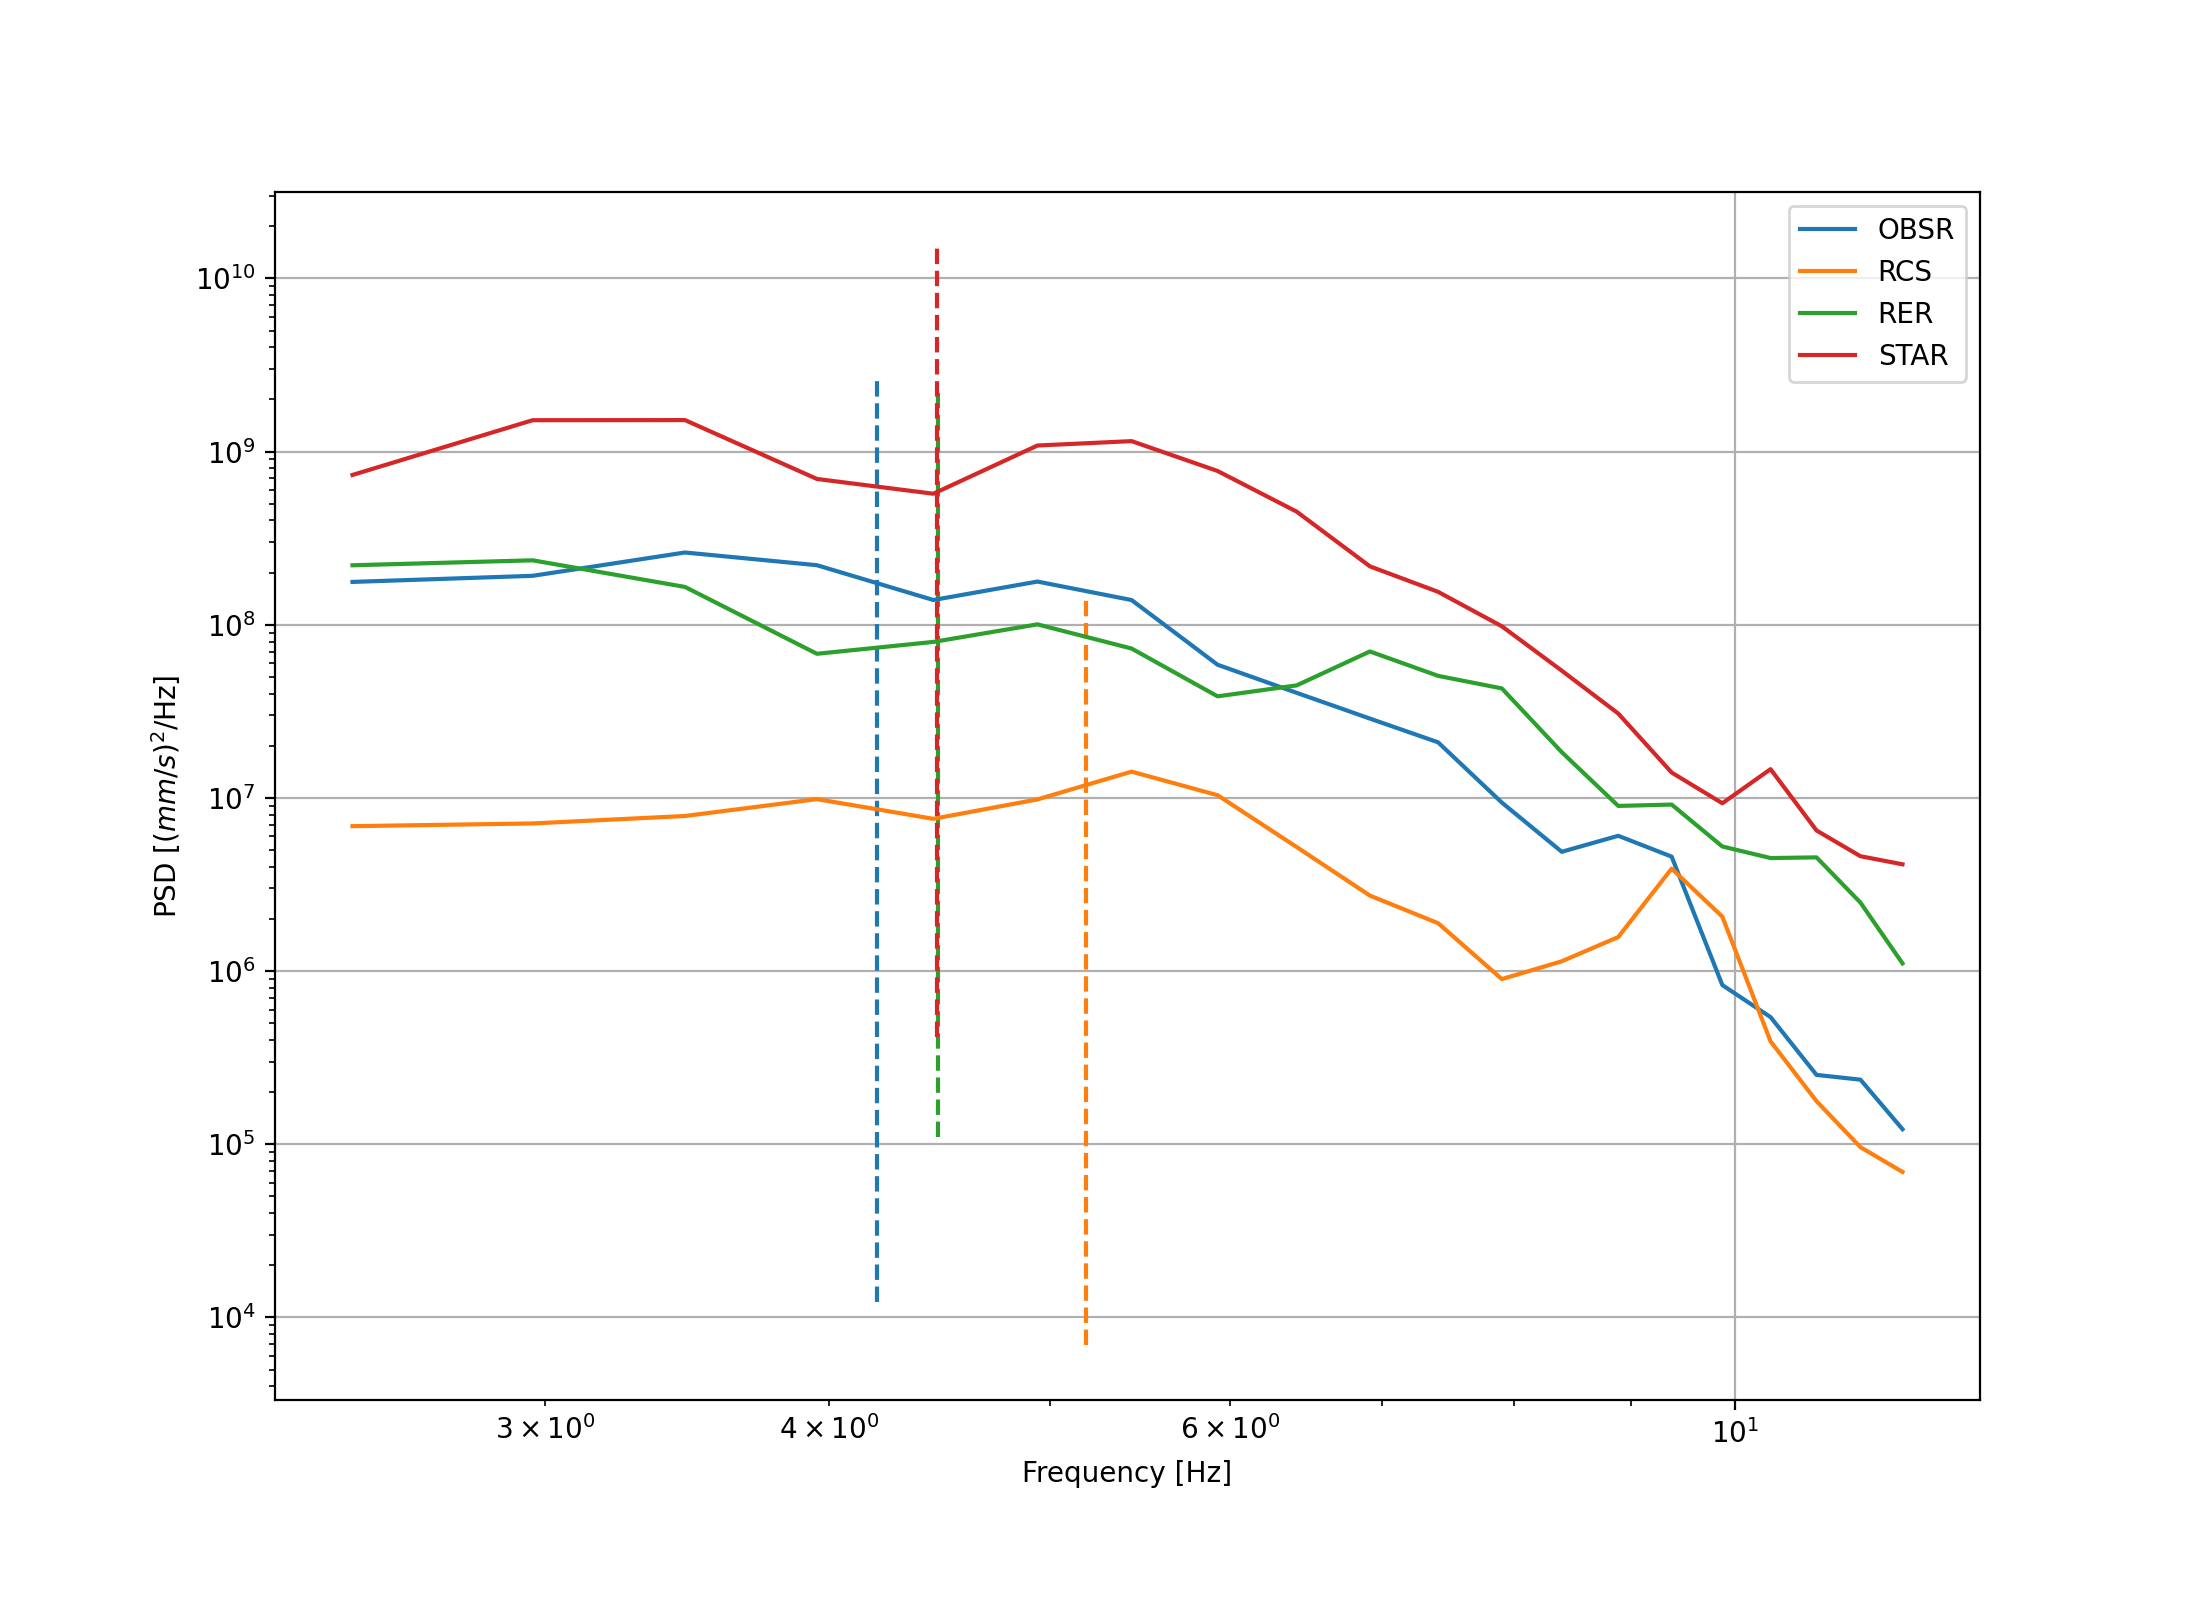 OBSR
RCS
RER
STAR
10¹⁰
10⁹
10⁸
10⁷
10⁶
10⁵
10⁴
PSD [(mm/s)²/Hz]
3 × 10⁰
4 × 10⁰
6 × 10⁰
10¹
Frequency [Hz]